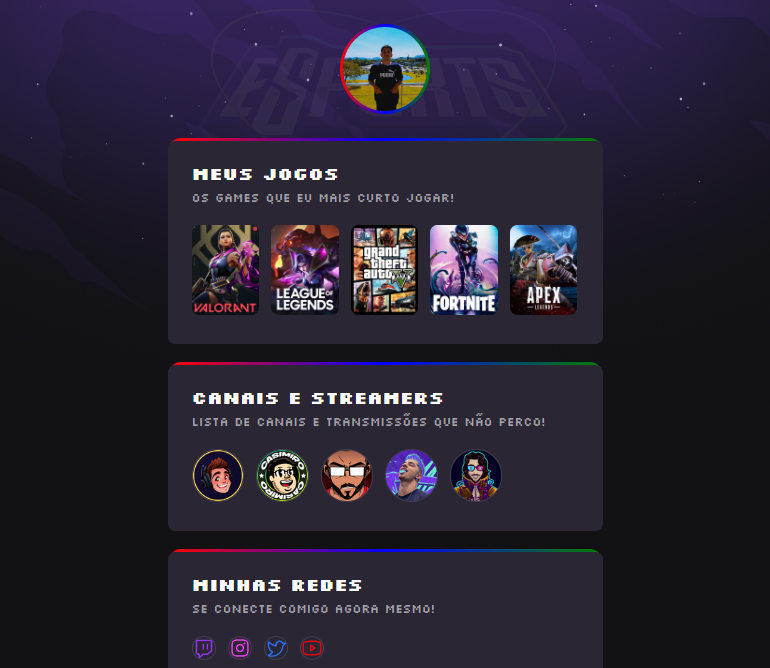 ESPORTS
PUMA
MEUS JOGOS
OS GAMES QUE EU MAIS CURTO JOGAR!
VALORANT
LEAGUE OF
LEGENDS
grand
theft
auto
V
FORTNITE
APEX
LEGENDS
CANAIS E STREAMERS
LISTA DE CANAIS E TRANSMISSÕES QUE NÃO PERCO!
CASIMIRO
CASIMIRO
MINHAS REDES
SE CONECTE COMIGO AGORA MESMO!